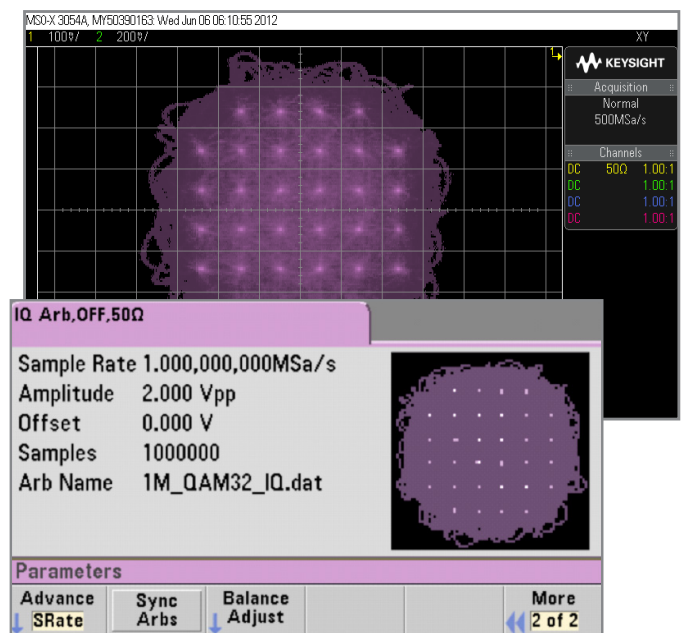 MSO-X 3054A, MY50390163: Wed Jun 06 06:10:55 2012
1 100mV/ 2 200mV/ XY
KEYSIGHT
Acquisition
Normal
500MSa/s
Channels
DC 50Ω 1.00:1
DC 1.00:1
DC 1.00:1
DC 1.00:1
IQ Arb,OFF,50Ω
Sample Rate 1.000,000,000MSa/s
Amplitude 2.000 Vpp
Offset 0.000 V
Samples 1000000
Arb Name 1M_QAM32_IQ.dat
Parameters
Advance
SRate
Sync
Arbs
Balance
Adjust
More
2 of 2